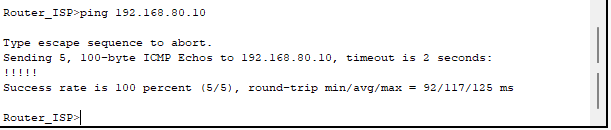 Router_ISP>ping 192.168.80.10
Type escape sequence to abort.
Sending 5, 100-byte ICMP Echos to 192.168.80.10, timeout is 2 seconds:
!!!!!
Success rate is 100 percent (5/5), round-trip min/avg/max = 92/117/125 ms
Router_ISP>